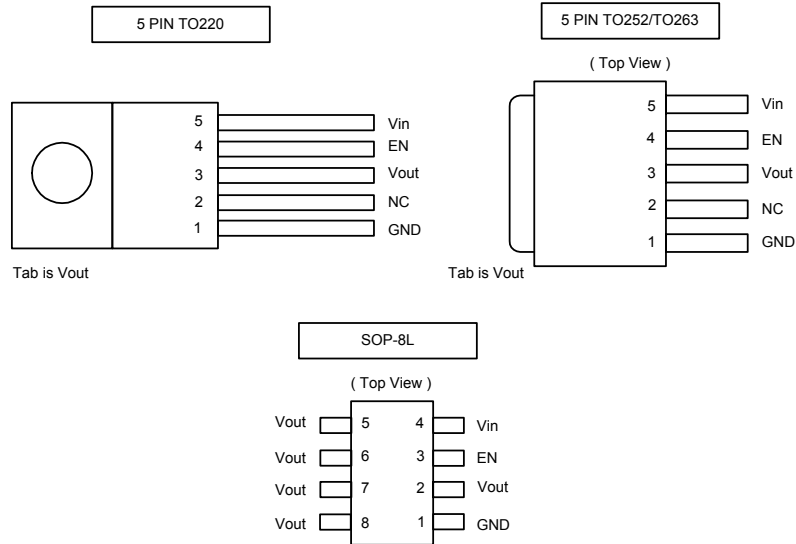 5 PIN TO220
5
4
3
2
1
Vin
EN
Vout
NC
GND
Tab is Vout
5 PIN TO252/TO263
( Top View )
5
4
3
2
1
Vin
EN
Vout
NC
GND
Tab is Vout
SOP-8L
( Top View )
Vout 5 4 Vin
Vout 6 3 EN
Vout 7 2 Vout
Vout 8 1 GND